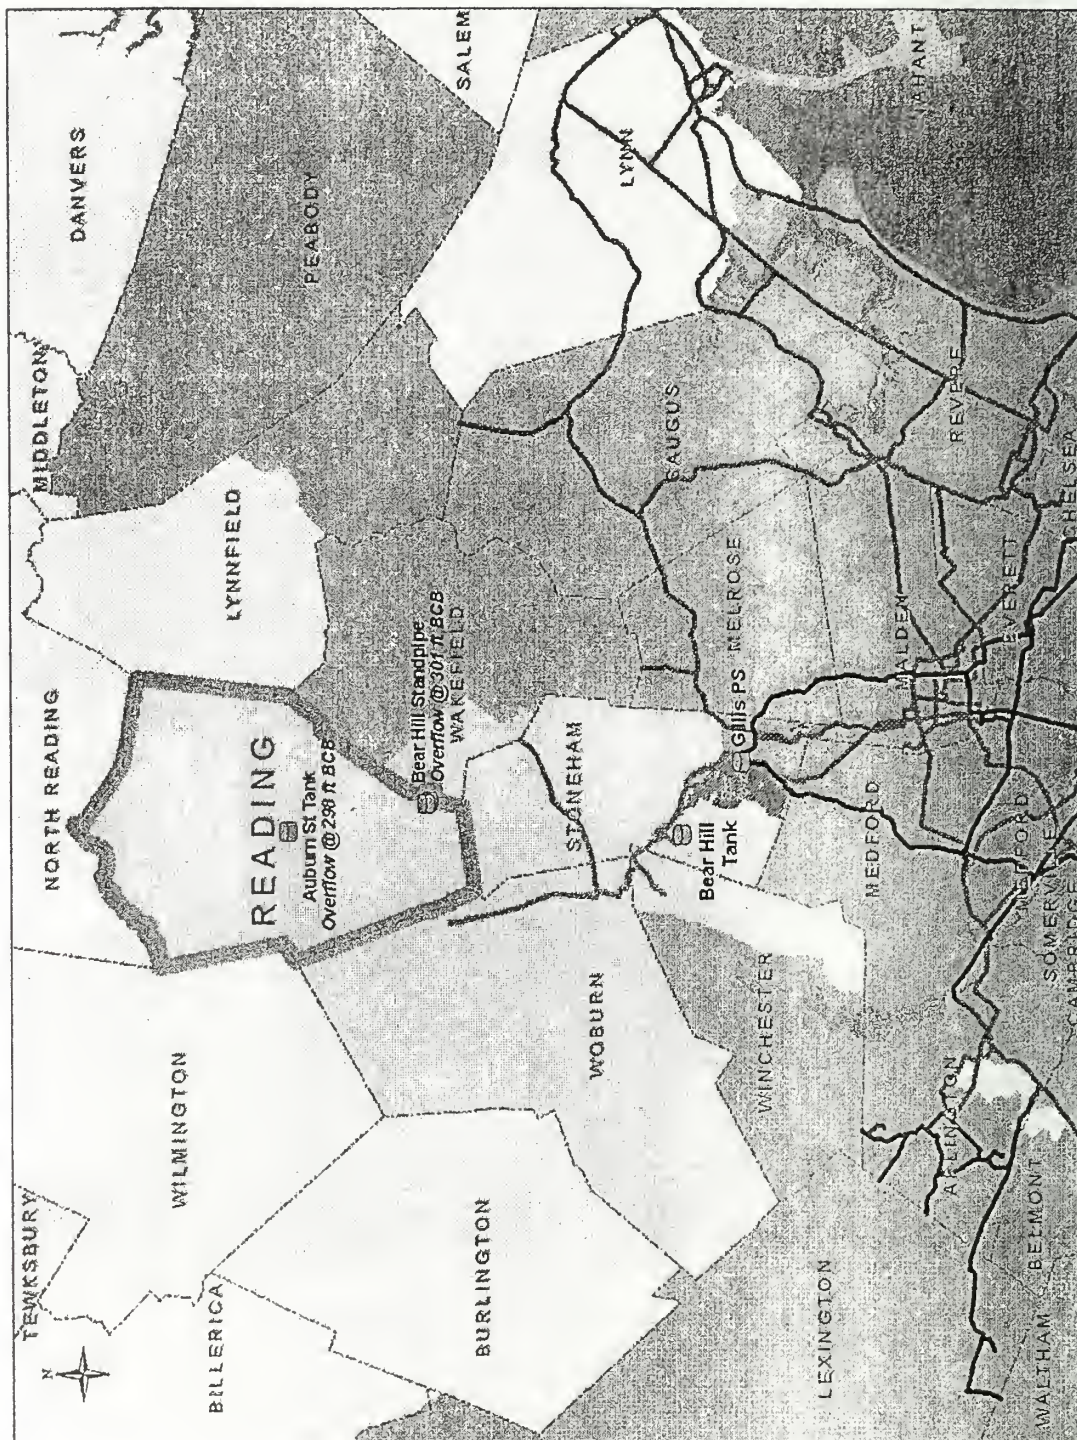 TEWKSBURY
MIDDLETON
NORTH READING
DANVERS
SALEM
N
BILLERICA
WILMINGTON
READING
Auburn St Tank
Overflow @ 298 ft BCB
LYNNFIELD
PEABODY
Bear Hill Standpipe
Overflow @ 301 ft BCB
WAKEFIELD
BURLINGTON
WOBURN
STONEHAM
LYNN
Bear Hill
Tank
Gillis PS
MELROSE
SAUGUS
NAHANT
LEXINGTON
WINCHESTER
MEDFORD
MALDEN
REVERE
ARLINGTON
EVERETT
WALTHAM
BELMONT
SOMERVILLE
CAMBRIDGE
CHELSEA